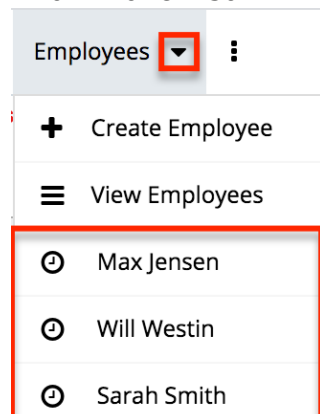 Employees
Create Employee
View Employees
Max Jensen
Will Westin
Sarah Smith